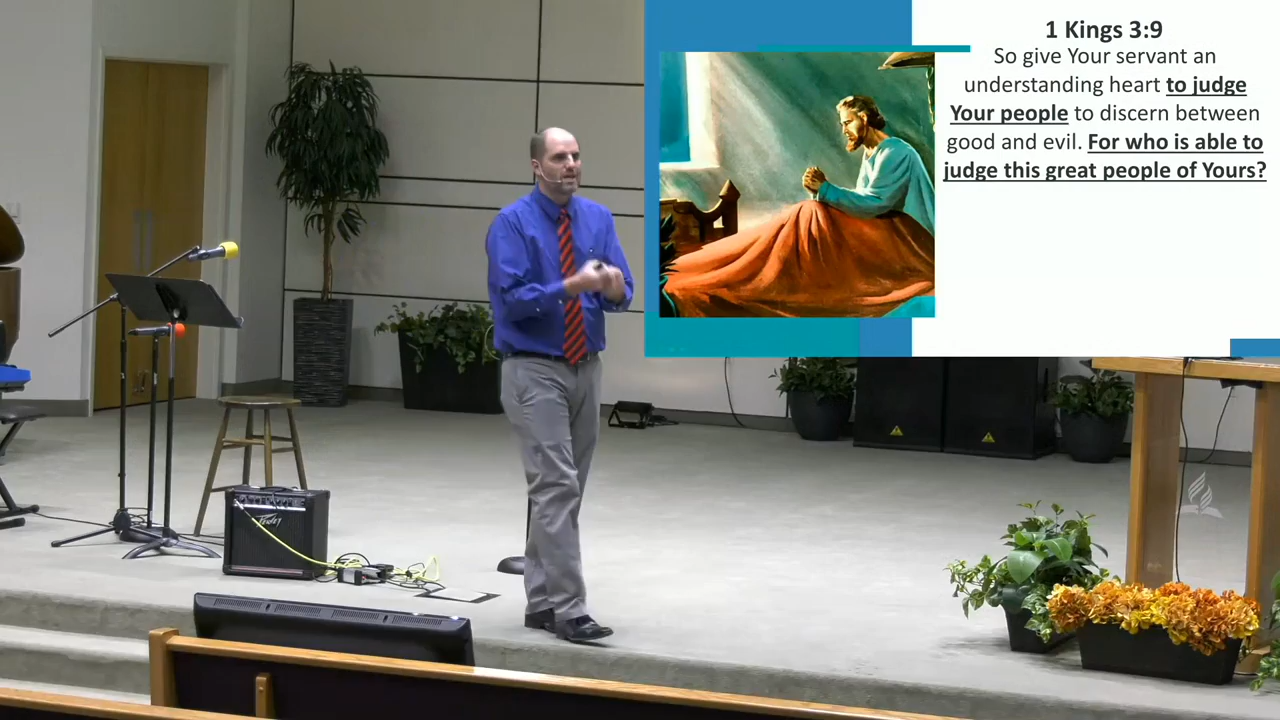 1 Kings 3:9
So give Your servant an
understanding heart to judge
Your people to discern between
good and evil. For who is able to
judge this great people of Yours?
Peavey